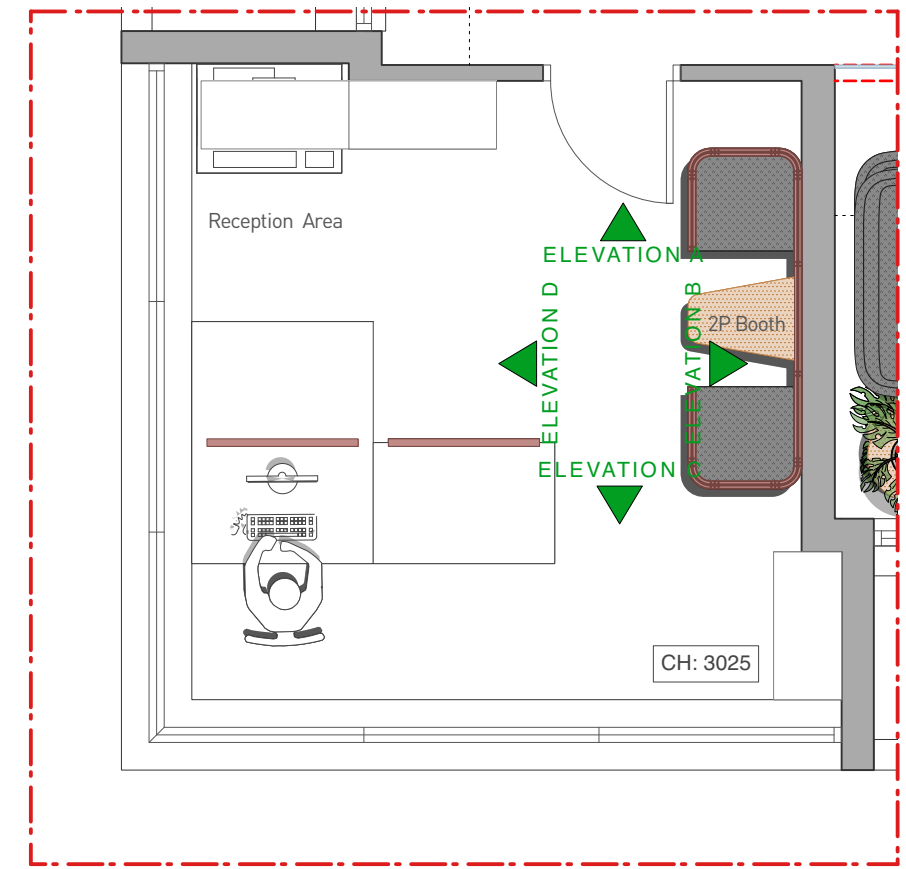 Reception Area
ELEVATION A
ELEVATION D
ELEVATION B
2P Booth
ELEVATION C
CH: 3025